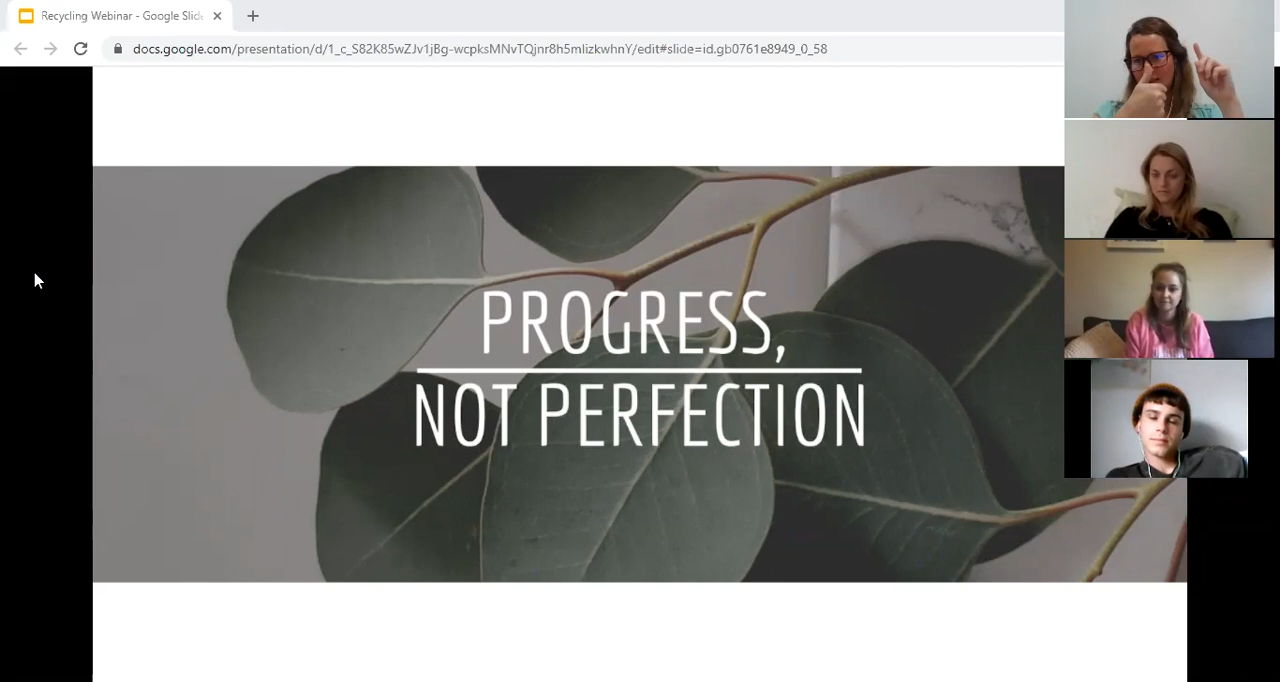 Recycling Webinar - Google Slid
docs.google.com/presentation/d/1_c_S82K85wZJv1jBg-wcpksMNvTQjnr8h5mlizkwhnY/edit#slide=id.gb0761e8949_0_58
PROGRESS,
NOT PERFECTION